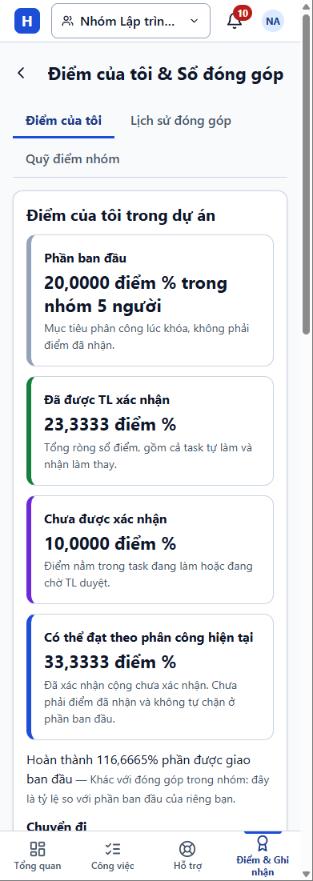 H
Nhóm Lập trìn...
10
NA
Điểm của tôi & Sổ đóng góp
Điểm của tôi
Lịch sử đóng góp
Quỹ điểm nhóm
Điểm của tôi trong dự án
Phần ban đầu
20,0000 điểm % trong
nhóm 5 người
Mục tiêu phân công lúc khóa, không phải
điểm đã nhận.
Đã được TL xác nhận
23,3333 điểm %
Tổng ròng sổ điểm, gồm cả task tự làm và
nhận làm thay.
Chưa được xác nhận
10,0000 điểm %
Điểm nằm trong task đang làm hoặc đang
chờ TL duyệt.
Có thể đạt theo phân công hiện tại
33,3333 điểm %
Đã xác nhận cộng chưa xác nhận. Chưa
phải điểm đã nhận và không tự chặn ở
phần ban đầu.
Hoàn thành 116,6665% phần được giao
ban đầu — Khác với đóng góp trong nhóm: đây
là tỷ lệ so với phần ban đầu của riêng bạn.
Chuyển đi
Tổng quan
Công việc
Hỗ trợ
Điểm & Ghi
nhận